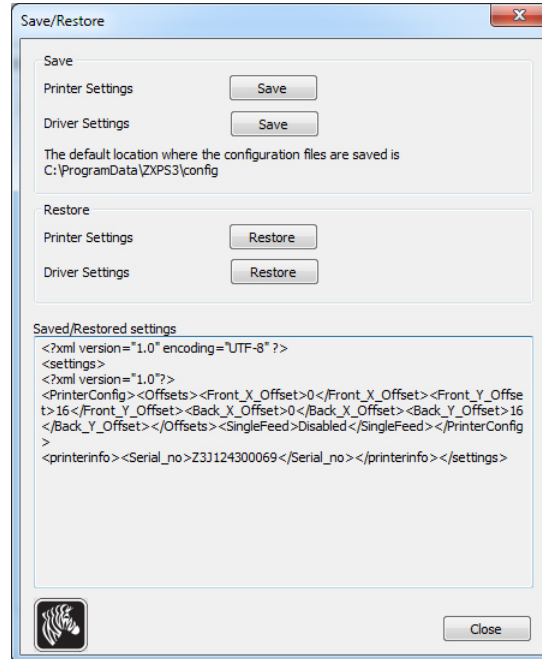 Save/Restore
Save
Printer Settings
Save
Driver Settings
Save
The default location where the configuration files are saved is
C:\ProgramData\ZXPS3\config
Restore
Printer Settings
Restore
Driver Settings
Restore
Saved/Restored settings
<?xml version="1.0" encoding="UTF-8" ?>
<settings>
<?xml version="1.0"?>
<PrinterConfig><Offsets><Front_X_Offset>0</Front_X_Offset><Front_Y_Offse
t>16</Front_Y_Offset><Back_X_Offset>0</Back_X_Offset><Back_Y_Offset>16
</Back_Y_Offset></Offsets><SingleFeed>Disabled</SingleFeed></PrinterConfig
>
<printerinfo><Serial_no>Z3J124300069</Serial_no></printerinfo></settings>
Close